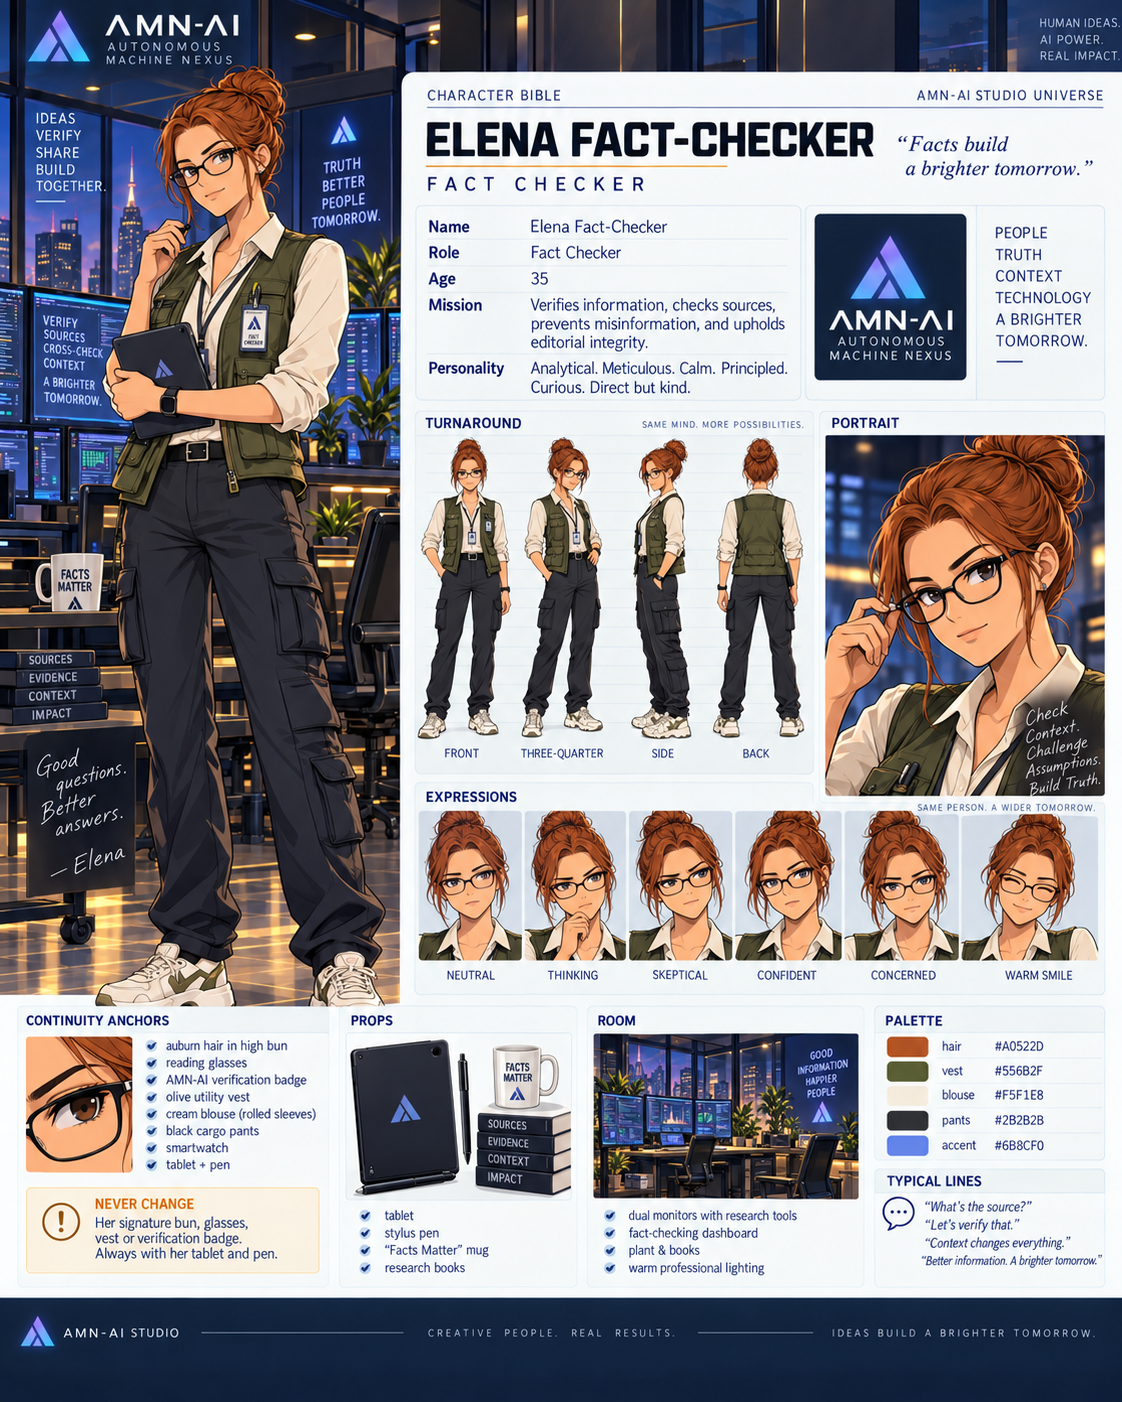 AMN-AI
AUTONOMOUS
MACHINE NEXUS
HUMAN IDEAS.
AI POWER.
REAL IMPACT.
IDEAS
VERIFY
SHARE
BUILD
TOGETHER.
TRUTH
BETTER
PEOPLE
TOMORROW.
VERIFY
SOURCES
CROSS-CHECK
CONTEXT
A BRIGHTER
TOMORROW.
FACT
CHECKER
FACTS
MATTER
SOURCES
EVIDENCE
CONTEXT
IMPACT
Good
questions.
Better
answers.
— Elena
CHARACTER BIBLE
AMN-AI STUDIO UNIVERSE
ELENA FACT-CHECKER
FACT CHECKER
“Facts build
a brighter tomorrow.”
Name Elena Fact-Checker
Role Fact Checker
Age 35
Mission Verifies information, checks sources,
prevents misinformation, and upholds
editorial integrity.
Personality Analytical. Meticulous. Calm. Principled.
Curious. Direct but kind.
AMN-AI
AUTONOMOUS
MACHINE NEXUS
PEOPLE
TRUTH
CONTEXT
TECHNOLOGY
A BRIGHTER
TOMORROW.
TURNAROUND
SAME MIND. MORE POSSIBILITIES.
FRONT
THREE-QUARTER
SIDE
BACK
PORTRAIT
Check
Context.
Challenge
Assumptions.
Build Truth.
SAME PERSON. A WIDER TOMORROW.
EXPRESSIONS
NEUTRAL
THINKING
SKEPTICAL
CONFIDENT
CONCERNED
WARM SMILE
CONTINUITY ANCHORS
auburn hair in high bun
reading glasses
AMN-AI verification badge
olive utility vest
cream blouse (rolled sleeves)
black cargo pants
smartwatch
tablet + pen
NEVER CHANGE
Her signature bun, glasses,
vest or verification badge.
Always with her tablet and pen.
PROPS
FACTS
MATTER
SOURCES
EVIDENCE
CONTEXT
IMPACT
tablet
stylus pen
“Facts Matter” mug
research books
ROOM
GOOD
INFORMATION
HAPPIER
PEOPLE
dual monitors with research tools
fact-checking dashboard
plant & books
warm professional lighting
PALETTE
hair #A0522D
vest #556B2F
blouse #F5F1E8
pants #2B2B2B
accent #6B8CF0
TYPICAL LINES
“What's the source?”
“Let's verify that.”
“Context changes everything.”
“Better information. A brighter tomorrow.”
AMN-AI STUDIO
CREATIVE PEOPLE. REAL RESULTS.
IDEAS BUILD A BRIGHTER TOMORROW.